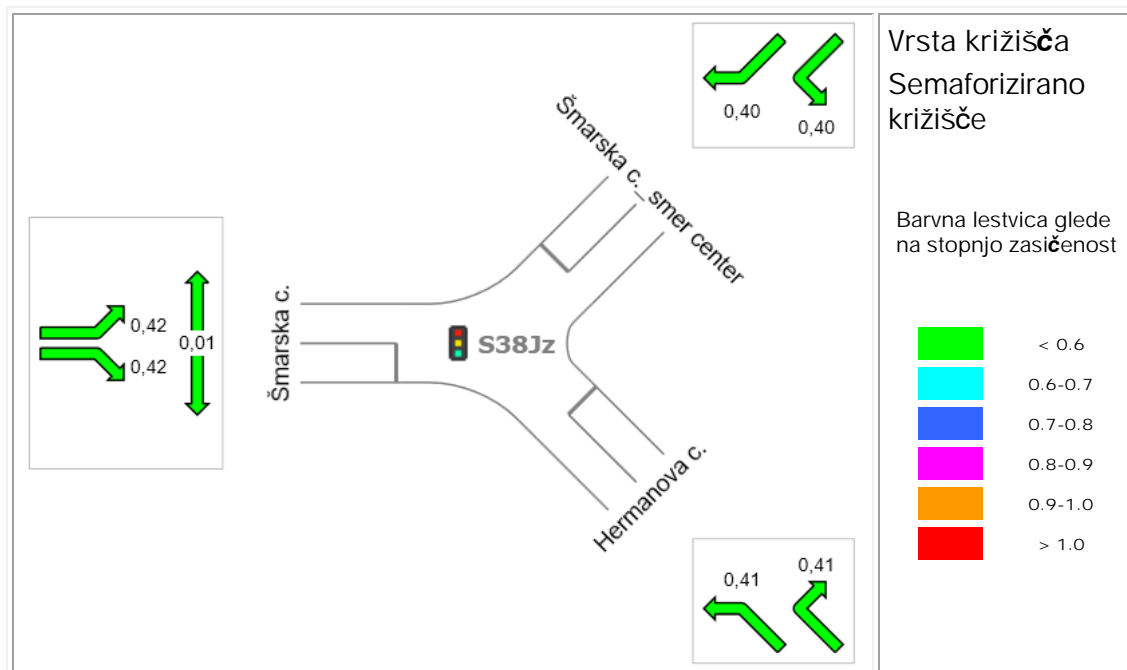 Šmarska c. smer center
0,40
0,40
0,42
0,01
0,42
Šmarska c.
S38Jz
Hermanova c.
0,41
0,41
Vrsta križišča
Semaforizirano
križišče
Barvna lestvica glede
na stopnjo zasičenost
< 0.6
0.6-0.7
0.7-0.8
0.8-0.9
0.9-1.0
> 1.0